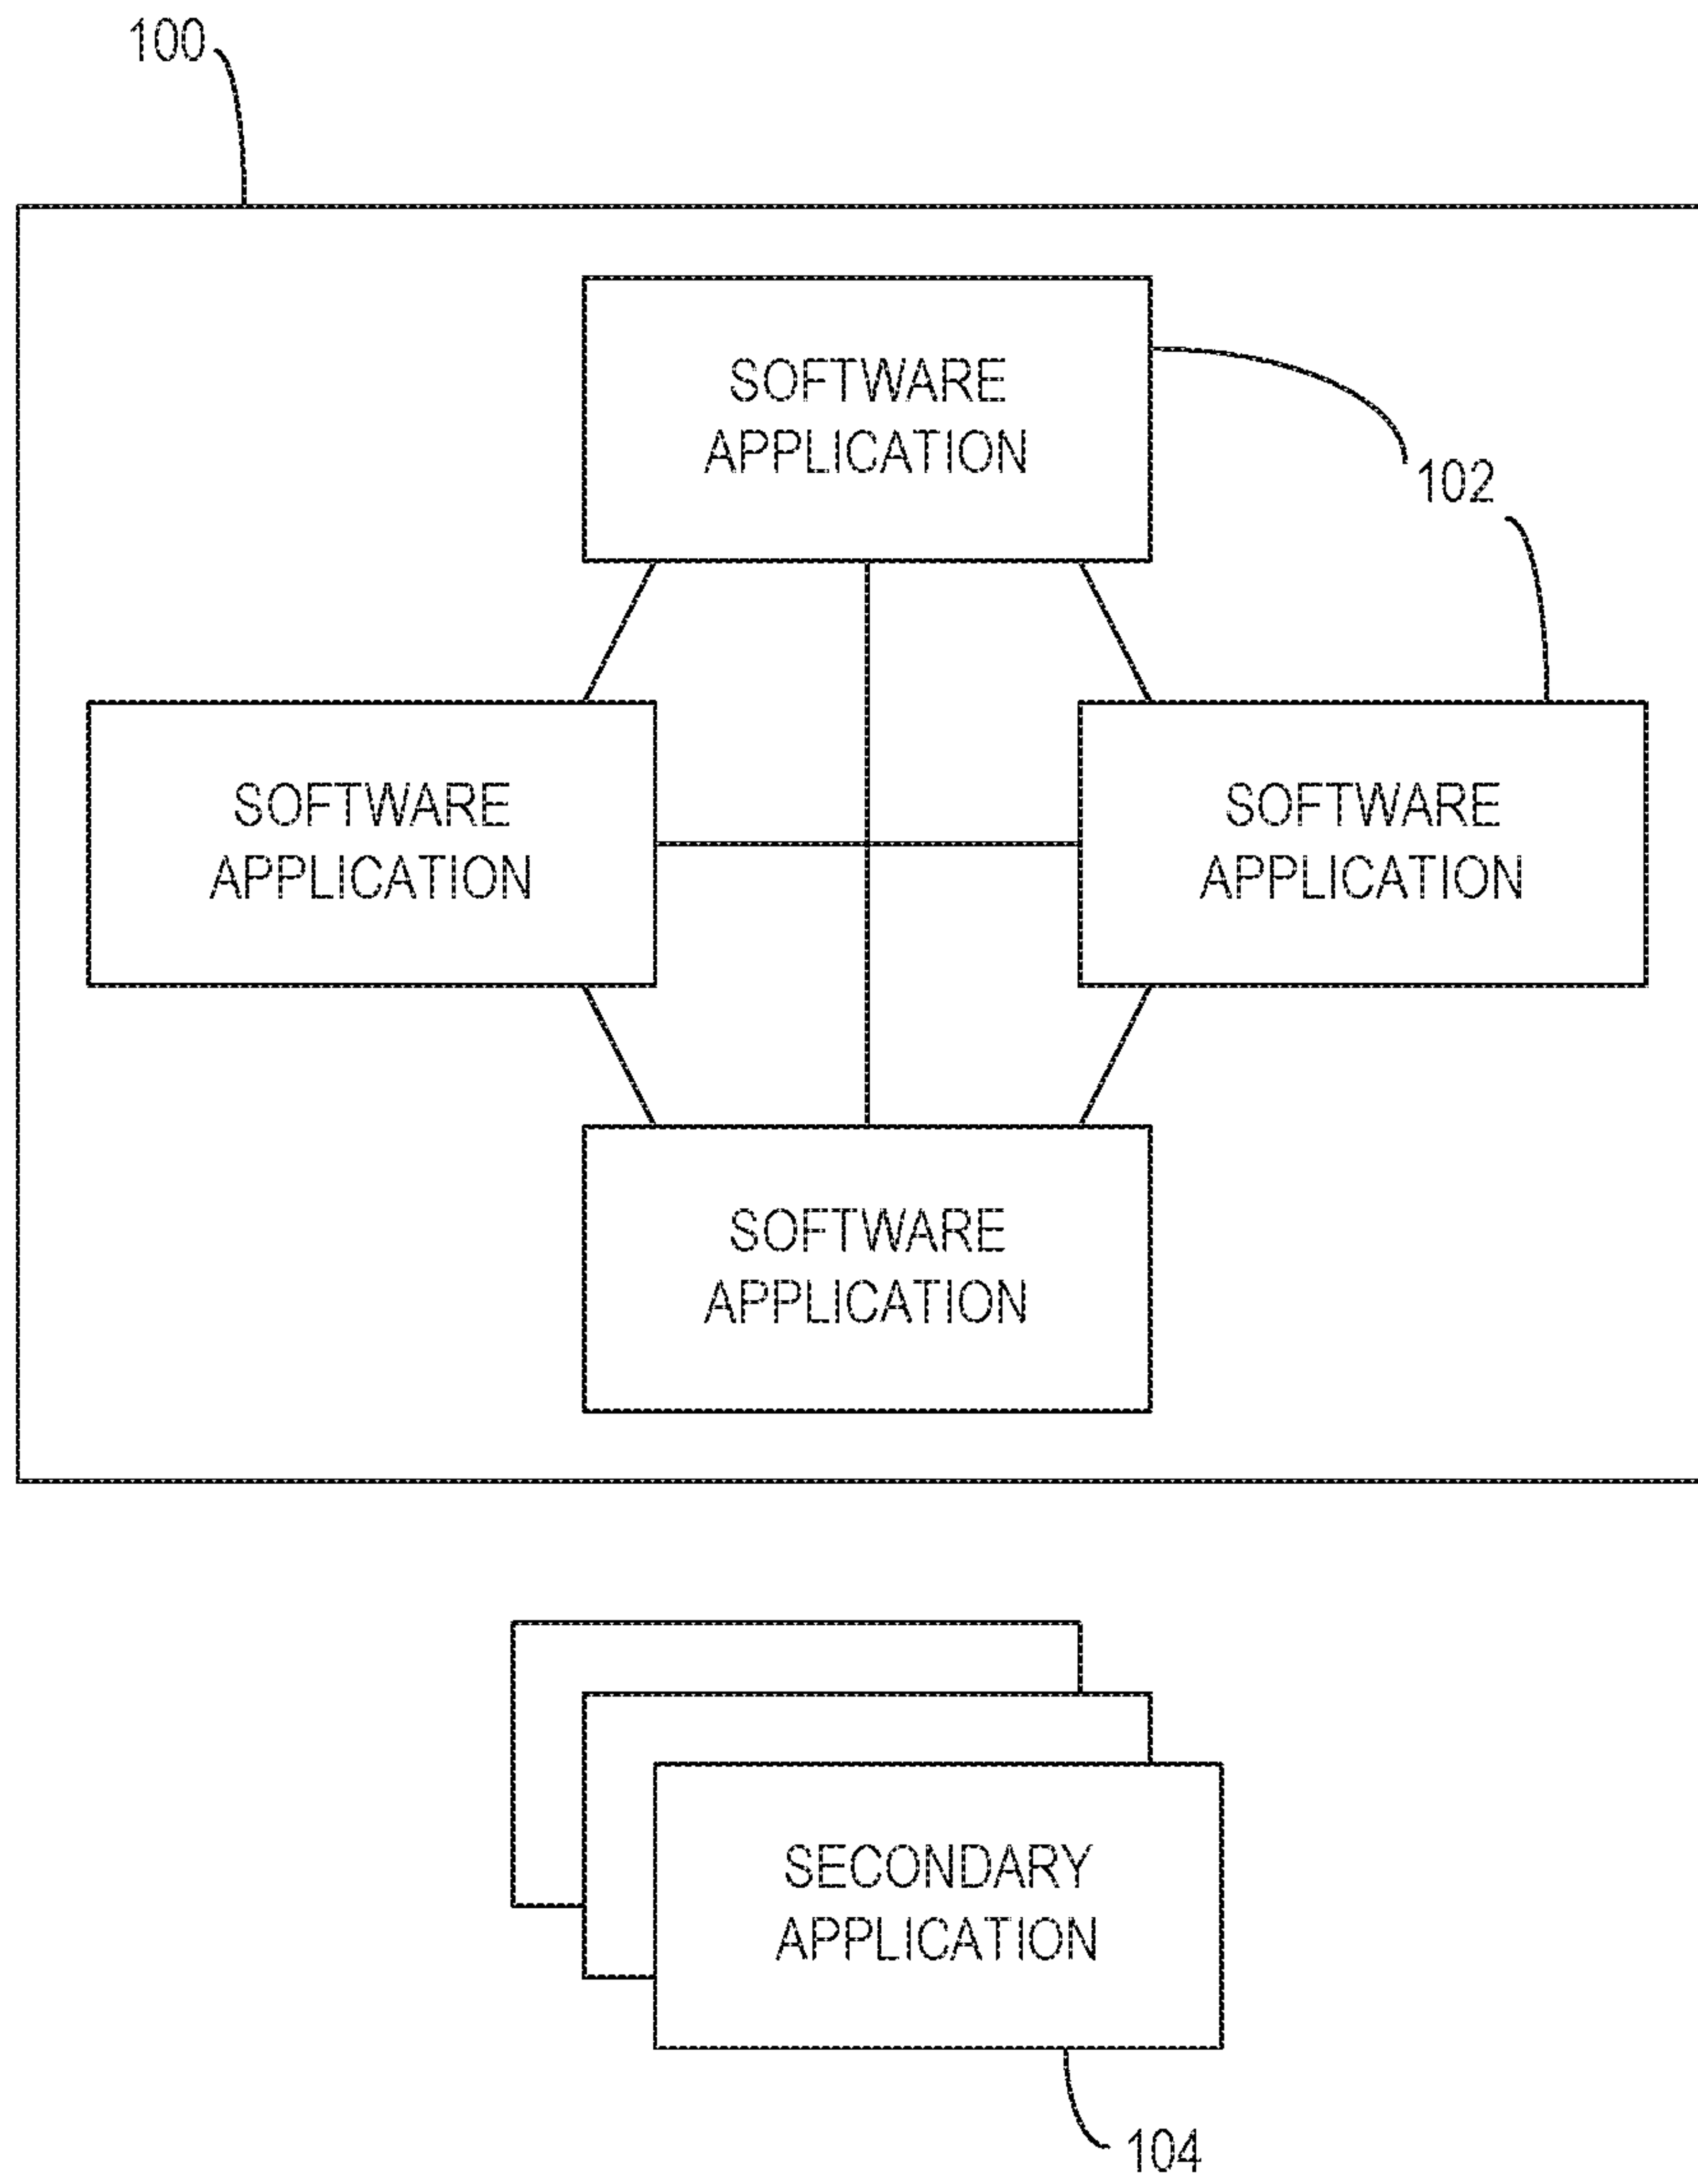 100
SOFTWARE
APPLICATION
102
SOFTWARE
APPLICATION
SOFTWARE
APPLICATION
SOFTWARE
APPLICATION
SECONDARY
APPLICATION
104